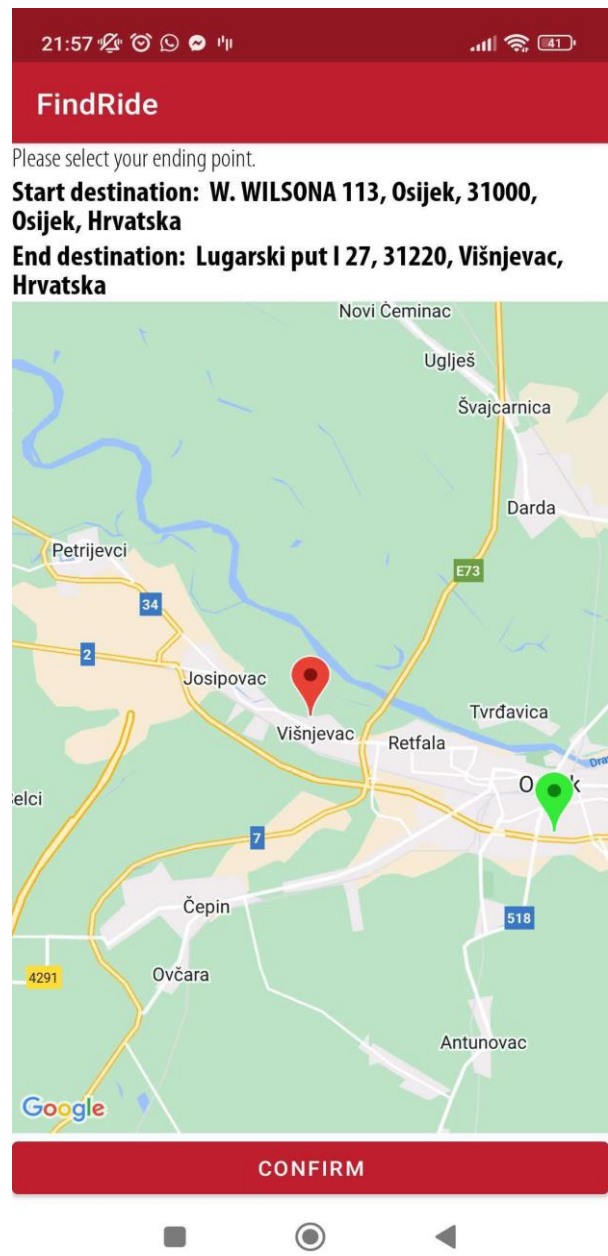 21:57
41
FindRide
Please select your ending point.
Start destination: W. WILSONA 113, Osijek, 31000,
Osijek, Hrvatska
End destination: Lugarski put I 27, 31220, Višnjevac,
Hrvatska
Novi Čeminac
Uglješ
Švajcarnica
Darda
Petrijevci
E73
34
2
Josipovac
Tvrđavica
Višnjevac
Retfala
Dra
O k
elci
7
Čepin
518
Ovčara
4291
Antunovac
Google
CONFIRM